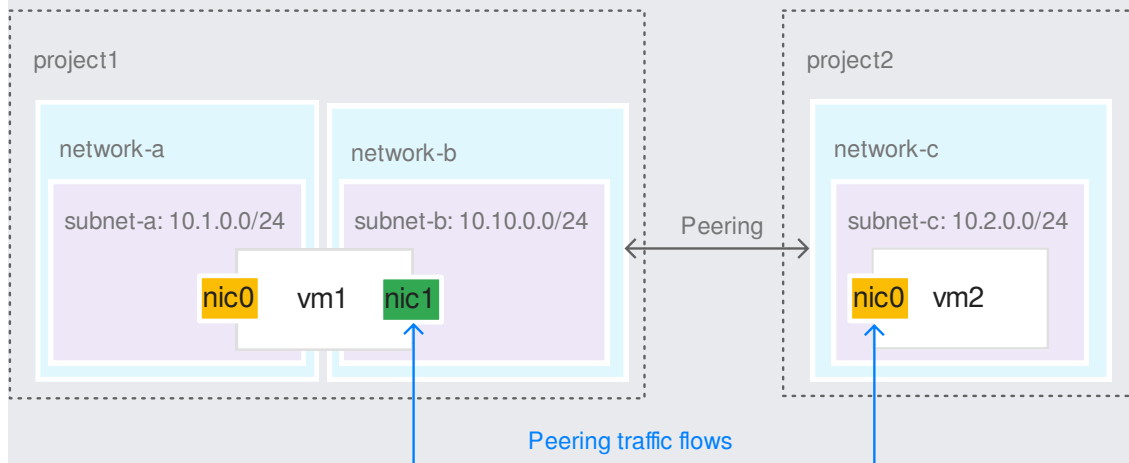 project1
project2
network-a
network-b
network-c
subnet-a: 10.1.0.0/24
subnet-b: 10.10.0.0/24
Peering
subnet-c: 10.2.0.0/24
nic0
vm1
nic1
nic0
vm2
Peering traffic flows